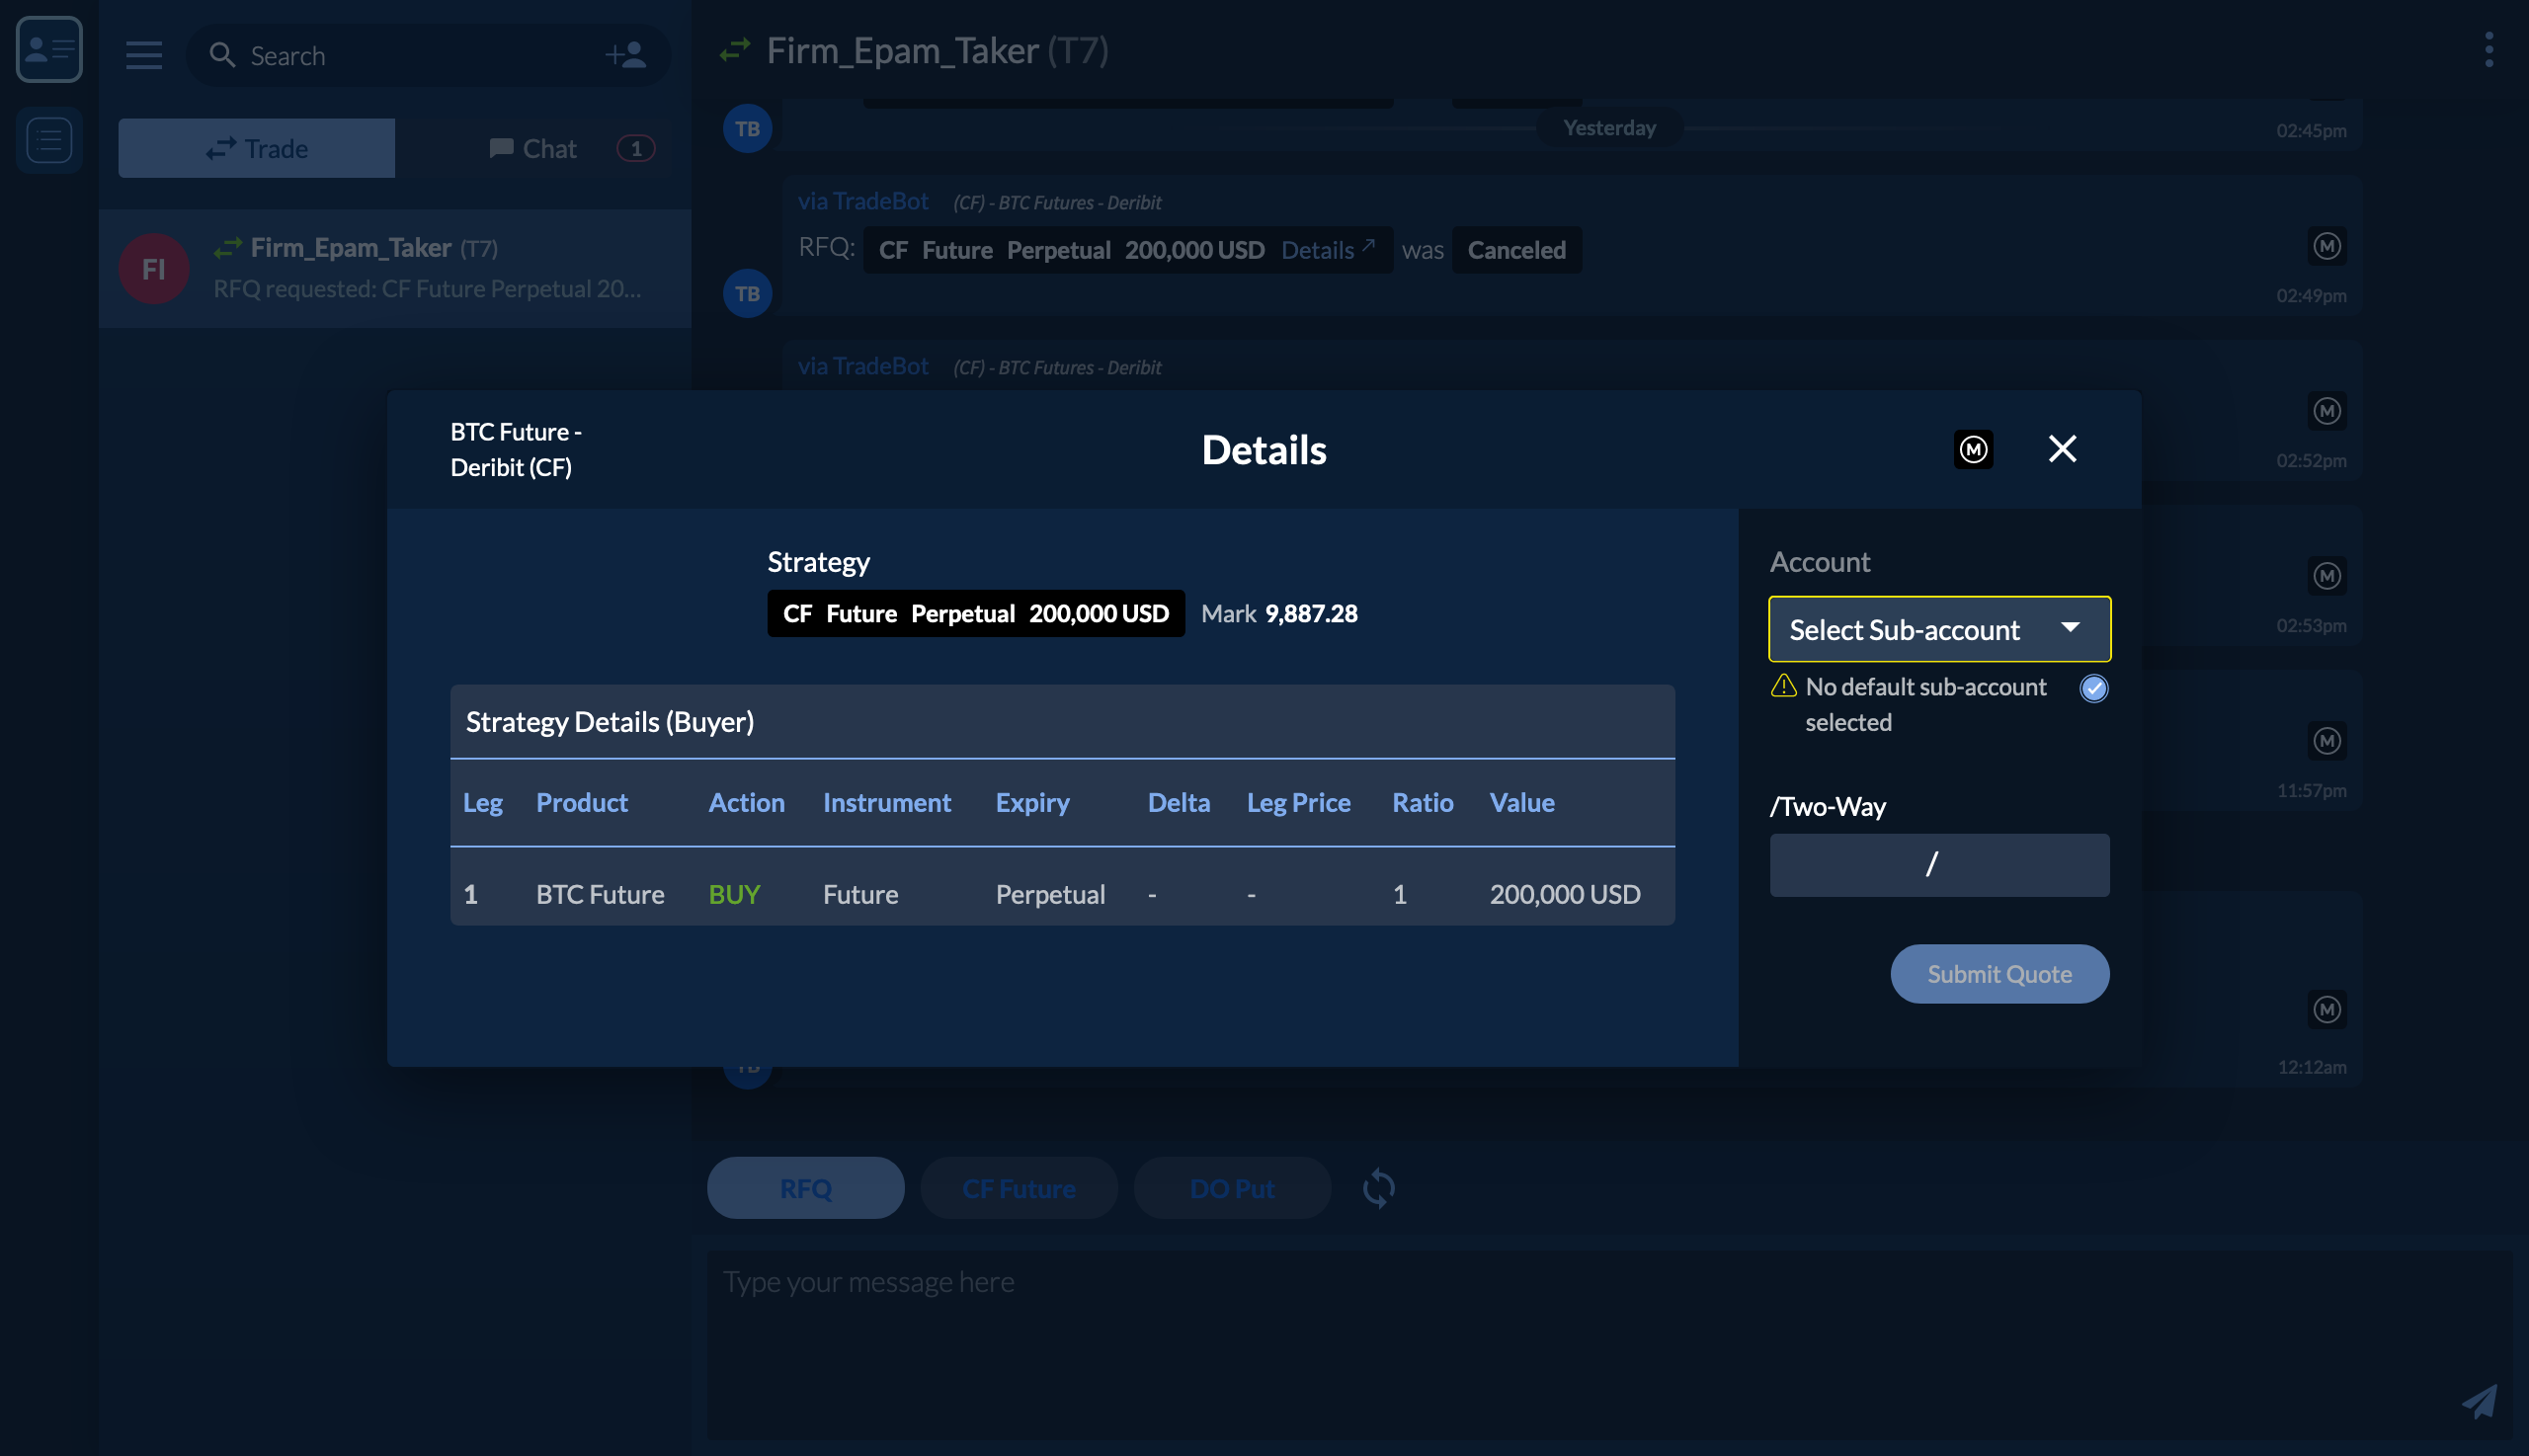 Search
Trade
Chat
1
FI
Firm_Epam_Taker (T7)
RFQ requested: CF Future Perpetual 20...
Firm_Epam_Taker (T7)
Yesterday
TB
02:45pm
via TradeBot (CF) - BTC Futures - Deribit
RFQ: CF Future Perpetual 200,000 USD Details was Canceled
M
TB
02:49pm
via TradeBot (CF) - BTC Futures - Deribit
M
02:52pm
M
02:53pm
M
11:57pm
M
TB
12:12am
BTC Future -
Deribit (CF)
Details
M
Strategy
CF Future Perpetual 200,000 USD Mark 9,887.28
Strategy Details (Buyer)
Leg Product Action Instrument Expiry Delta Leg Price Ratio Value
1 BTC Future BUY Future Perpetual - - 1 200,000 USD
Account
Select Sub-account
No default sub-account
selected
/Two-Way
/
Submit Quote
RFQ CF Future DO Put
Type your message here